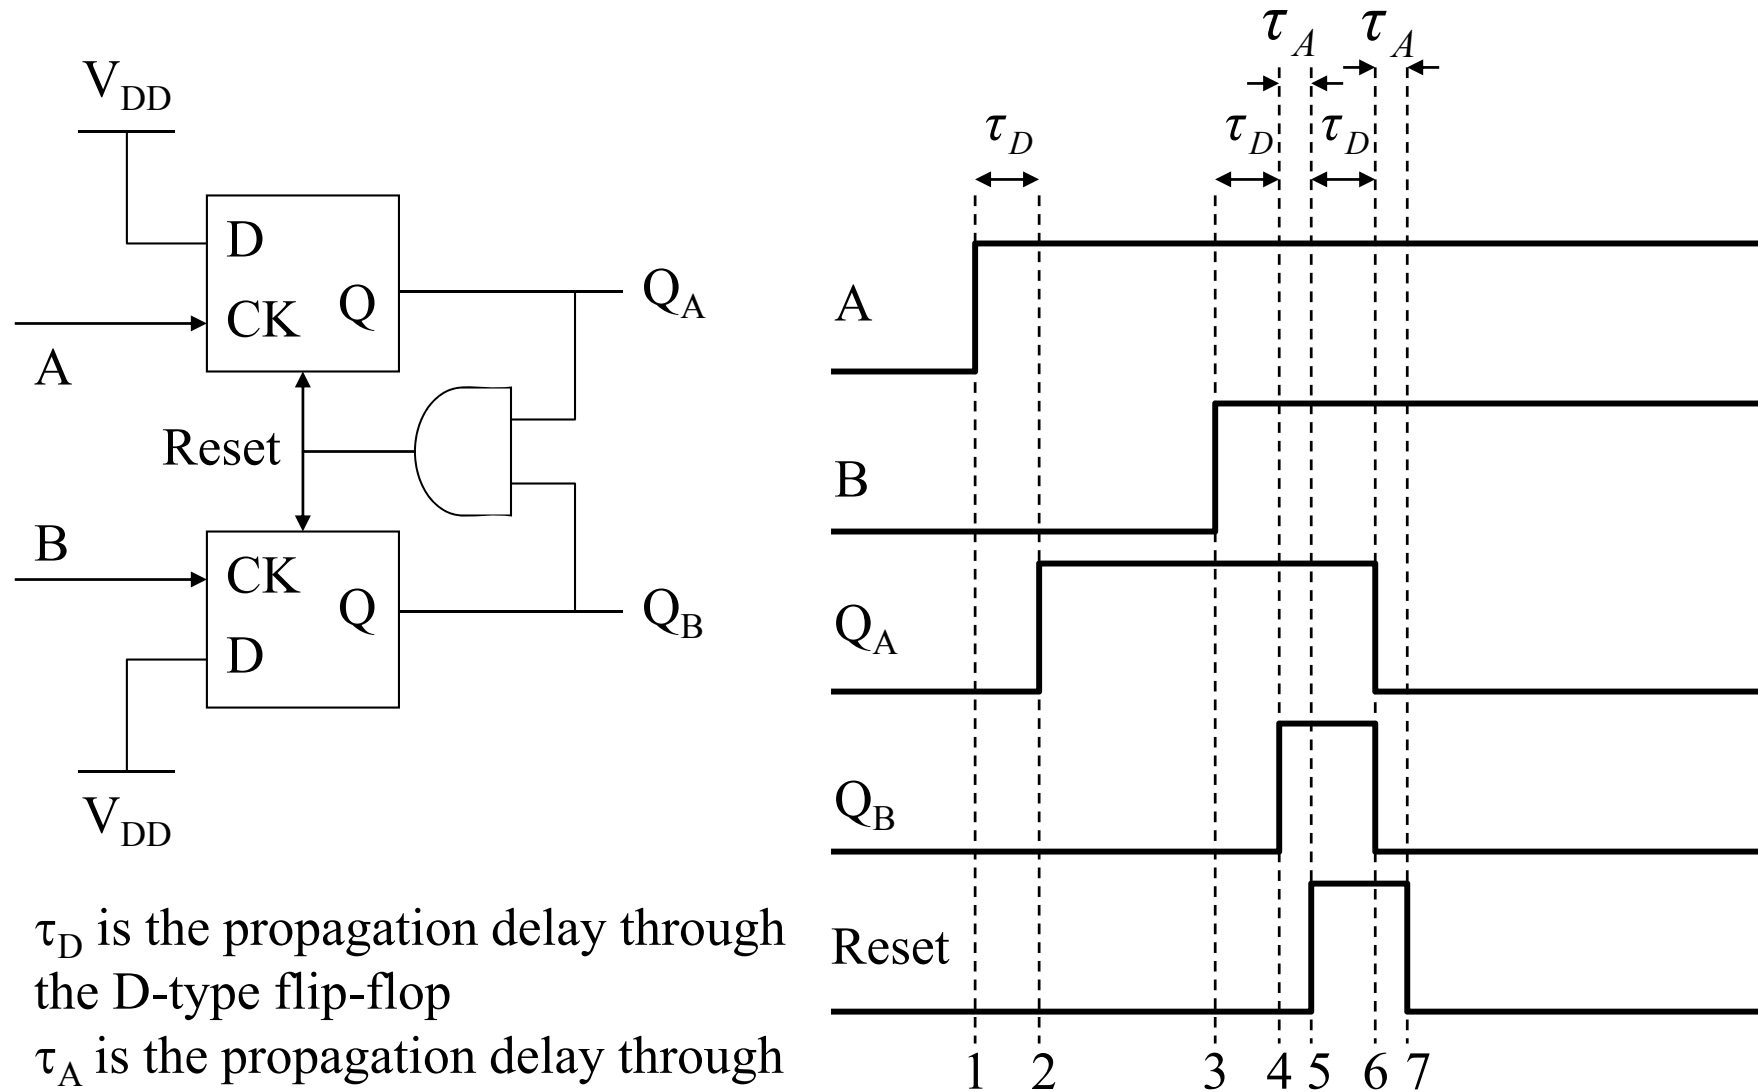 V_DD
D
Q
CK
A
Q_A
Reset
B
CK
Q
D
Q_B
V_DD
τ_D is the propagation delay through
the D-type flip-flop
τ_A is the propagation delay through
τ_A τ_A
τ_D τ_D τ_D
A
B
Q_A
Q_B
Reset
1 2 3 4 5 6 7